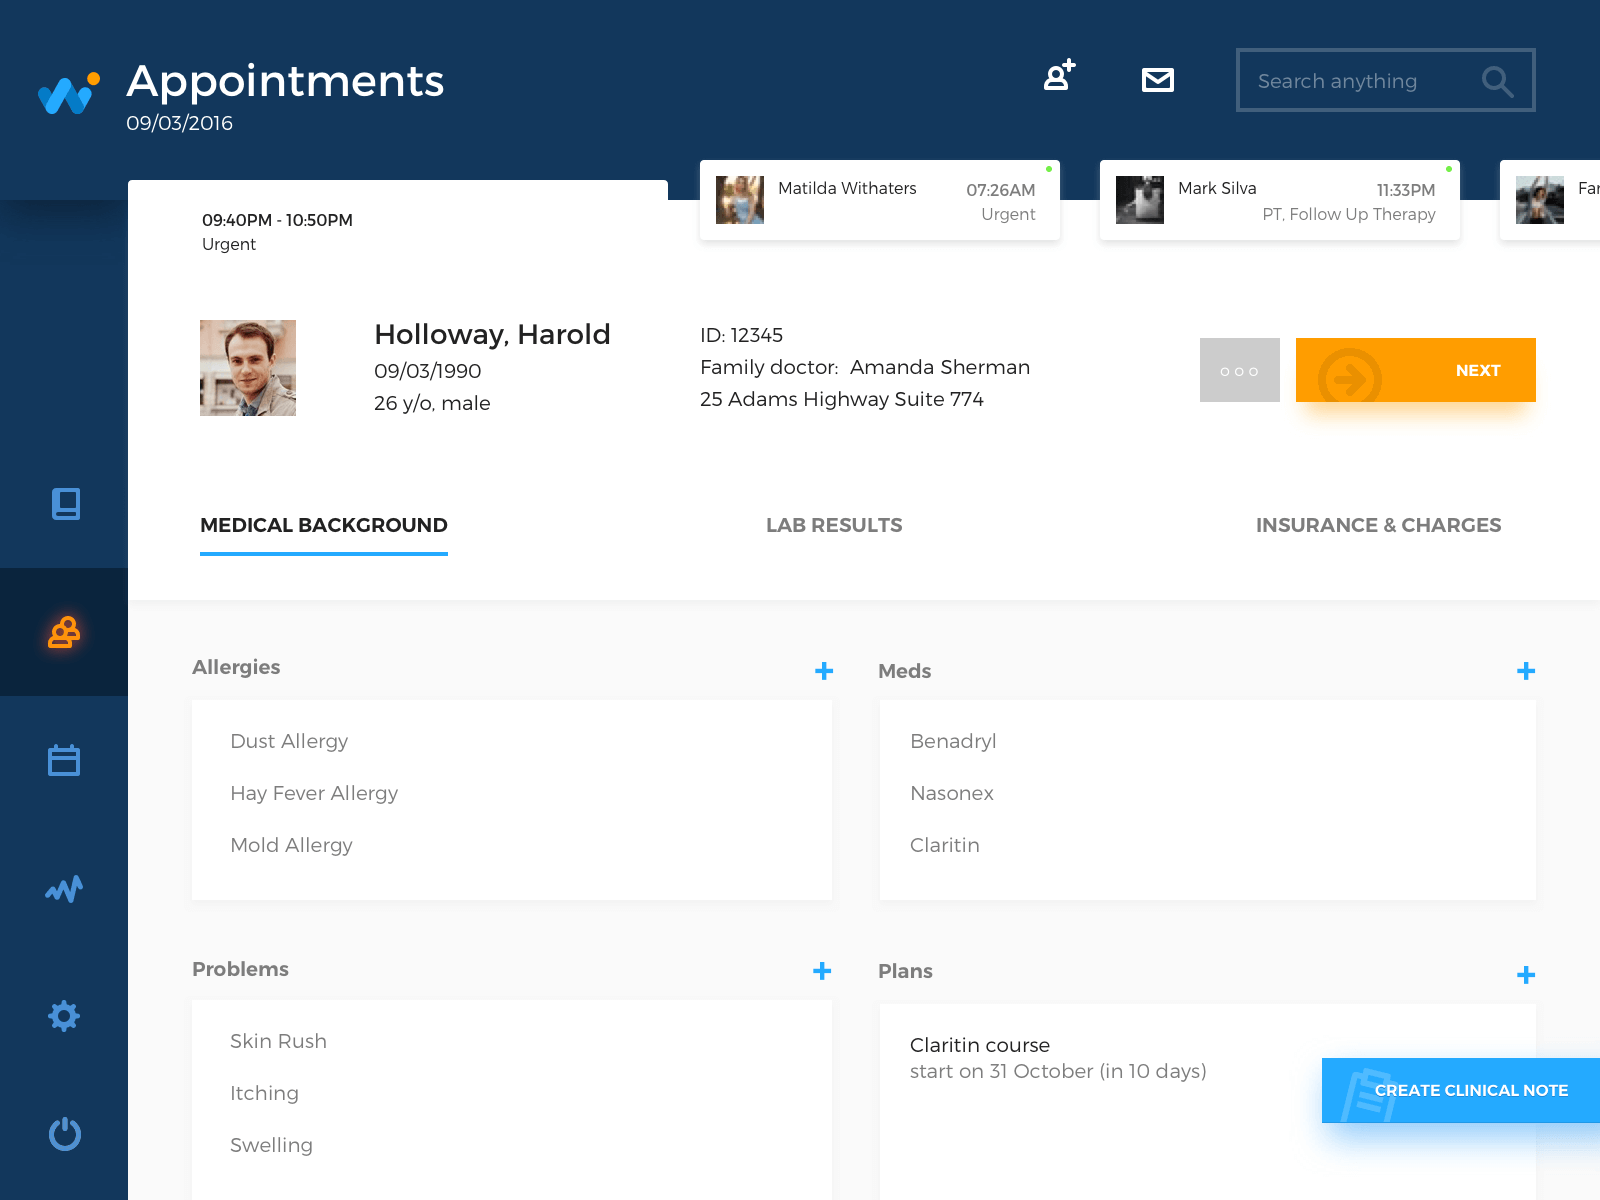 Appointments
09/03/2016
Search anything
09:40PM - 10:50PM
Urgent
Matilda Withaters
07:26AM
Urgent
Mark Silva
11:33PM
PT, Follow Up Therapy
Far
Holloway, Harold
09/03/1990
26 y/o, male
ID: 12345
Family doctor: Amanda Sherman
25 Adams Highway Suite 774
NEXT
MEDICAL BACKGROUND
LAB RESULTS
INSURANCE & CHARGES
Allergies
Dust Allergy
Hay Fever Allergy
Mold Allergy
Meds
Benadryl
Nasonex
Claritin
Problems
Skin Rush
Itching
Swelling
Plans
Claritin course
start on 31 October (in 10 days)
CREATE CLINICAL NOTE